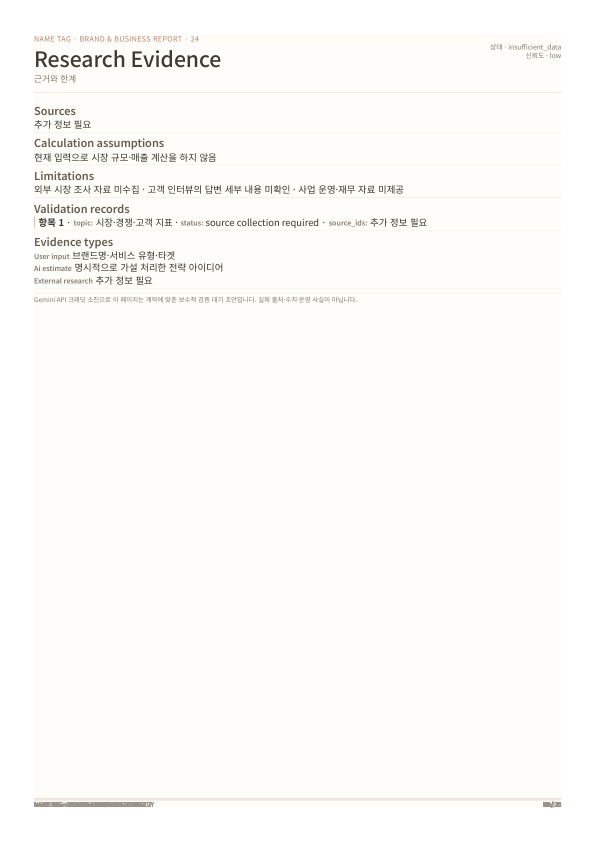 NAME TAG · BRAND & BUSINESS REPORT · 24
Research Evidence
근거와 한계
상태 · insufficient_data
신뢰도 · low
Sources
추가 정보 필요
Calculation assumptions
현재 입력으로 시장 규모·매출 계산을 하지 않음
Limitations
외부 시장 조사 자료 미수집 · 고객 인터뷰의 답변 세부 내용 미확인 · 사업 운영·재무 자료 미제공
Validation records
항목 1 · topic: 시장·경쟁·고객 지표 · status: source collection required · source_ids: 추가 정보 필요
Evidence types
User input 브랜드명·서비스 유형·타겟
Ai estimate 명시적으로 가설 처리한 전략 아이디어
External research 추가 정보 필요
Gemini API 크레딧 소진으로 이 페이지는 계약에 맞춘 보수적 검증 대기 초안입니다. 실제 출처·수치·운영 사실이 아닙니다.